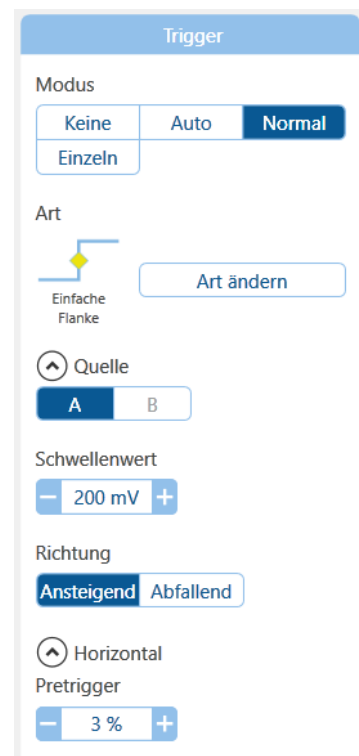 Trigger
Modus
Keine Auto Normal
Einzeln
Art
Einfache
Flanke
Art ändern
Quelle
A B
Schwellenwert
− 200 mV +
Richtung
Ansteigend Abfallend
Horizontal
Pretrigger
− 3 % +